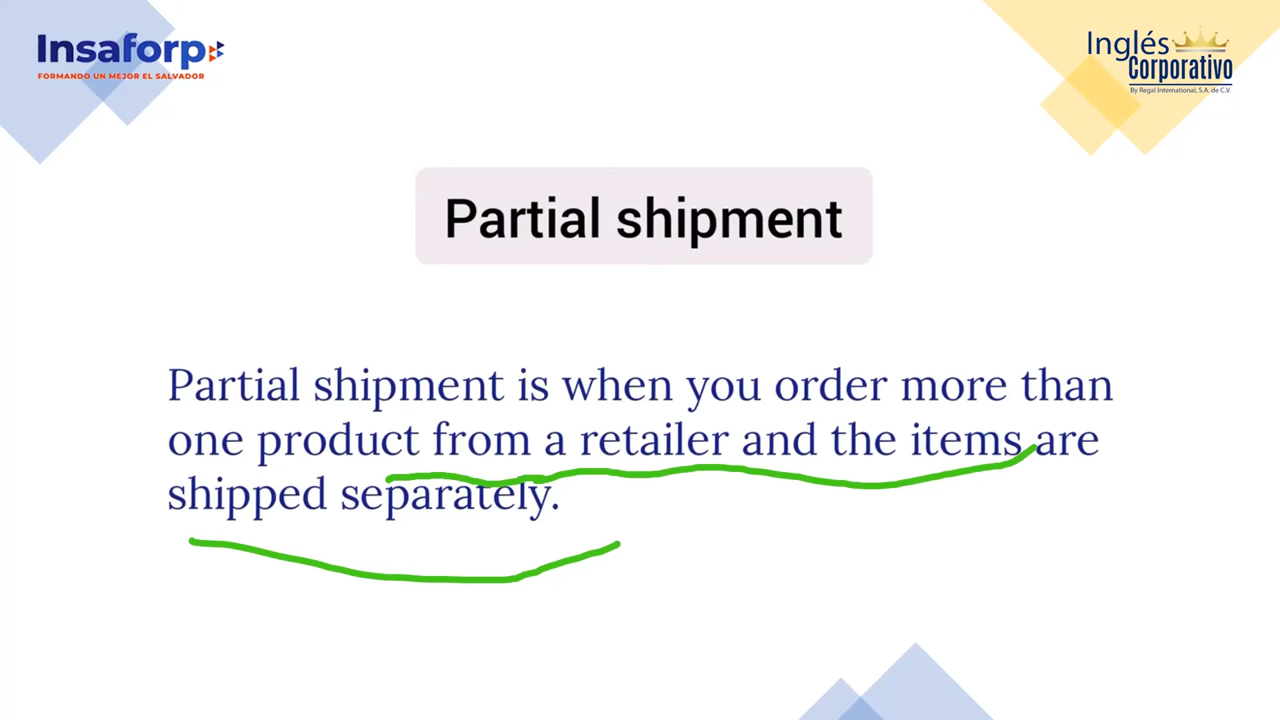 Insaforp
FORMANDO UN MEJOR EL SALVADOR
Inglés
Corporativo
By Regal International, S.A. de C.V.
Partial shipment
Partial shipment is when you order more than
one product from a retailer and the items are
shipped separately.